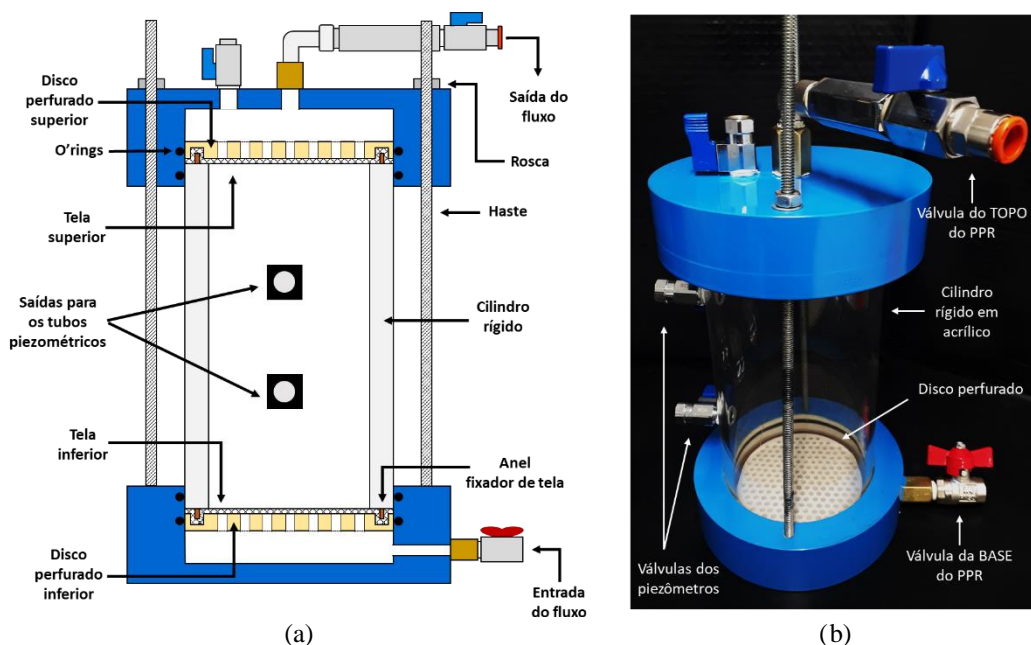 Disco
perfurado
superior
O'rings
Tela
superior
Saídas para
os tubos
piezométricos
Tela
inferior
Disco
perfurado
inferior
Saída do
fluxo
Rosca
Haste
Cilindro
rígido
Anel
fixador de tela
Entrada
do fluxo
(a)
Válvula do TOPO
do PPR
Cilindro
rígido em
acrílico
Disco perfurado
Válvulas dos
piezômetros
Válvula da BASE
do PPR
(b)